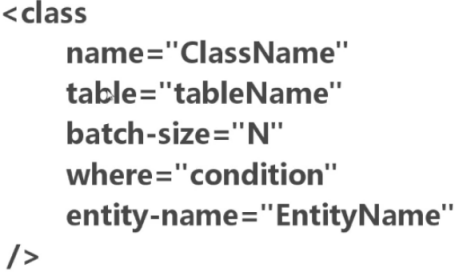 <class
name="ClassName"
table="tableName"
batch-size="N"
where="condition"
entity-name="EntityName"
/>